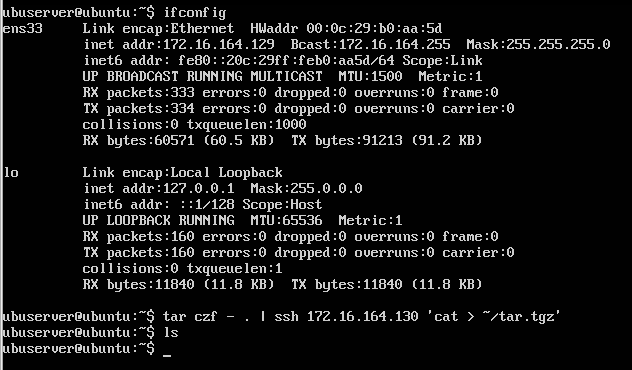 ubuserver@ubuntu:~$ ifconfig
ens33 Link encap:Ethernet HWaddr 00:0c:29:b0:aa:5d
inet addr:172.16.164.129 Bcast:172.16.164.255 Mask:255.255.255.0
inet6 addr: fe80::20c:29ff:feb0:aa5d/64 Scope:Link
UP BROADCAST RUNNING MULTICAST MTU:1500 Metric:1
RX packets:333 errors:0 dropped:0 overruns:0 frame:0
TX packets:334 errors:0 dropped:0 overruns:0 carrier:0
collisions:0 txqueuelen:1000
RX bytes:60571 (60.5 KB) TX bytes:91213 (91.2 KB)
lo Link encap:Local Loopback
inet addr:127.0.0.1 Mask:255.0.0.0
inet6 addr: ::1/128 Scope:Host
UP LOOPBACK RUNNING MTU:65536 Metric:1
RX packets:160 errors:0 dropped:0 overruns:0 frame:0
TX packets:160 errors:0 dropped:0 overruns:0 carrier:0
collisions:0 txqueuelen:1
RX bytes:11840 (11.8 KB) TX bytes:11840 (11.8 KB)
ubuserver@ubuntu:~$ tar czf - . | ssh 172.16.164.130 'cat > ~/tar.tgz'
ubuserver@ubuntu:~$ ls
ubuserver@ubuntu:~$ _